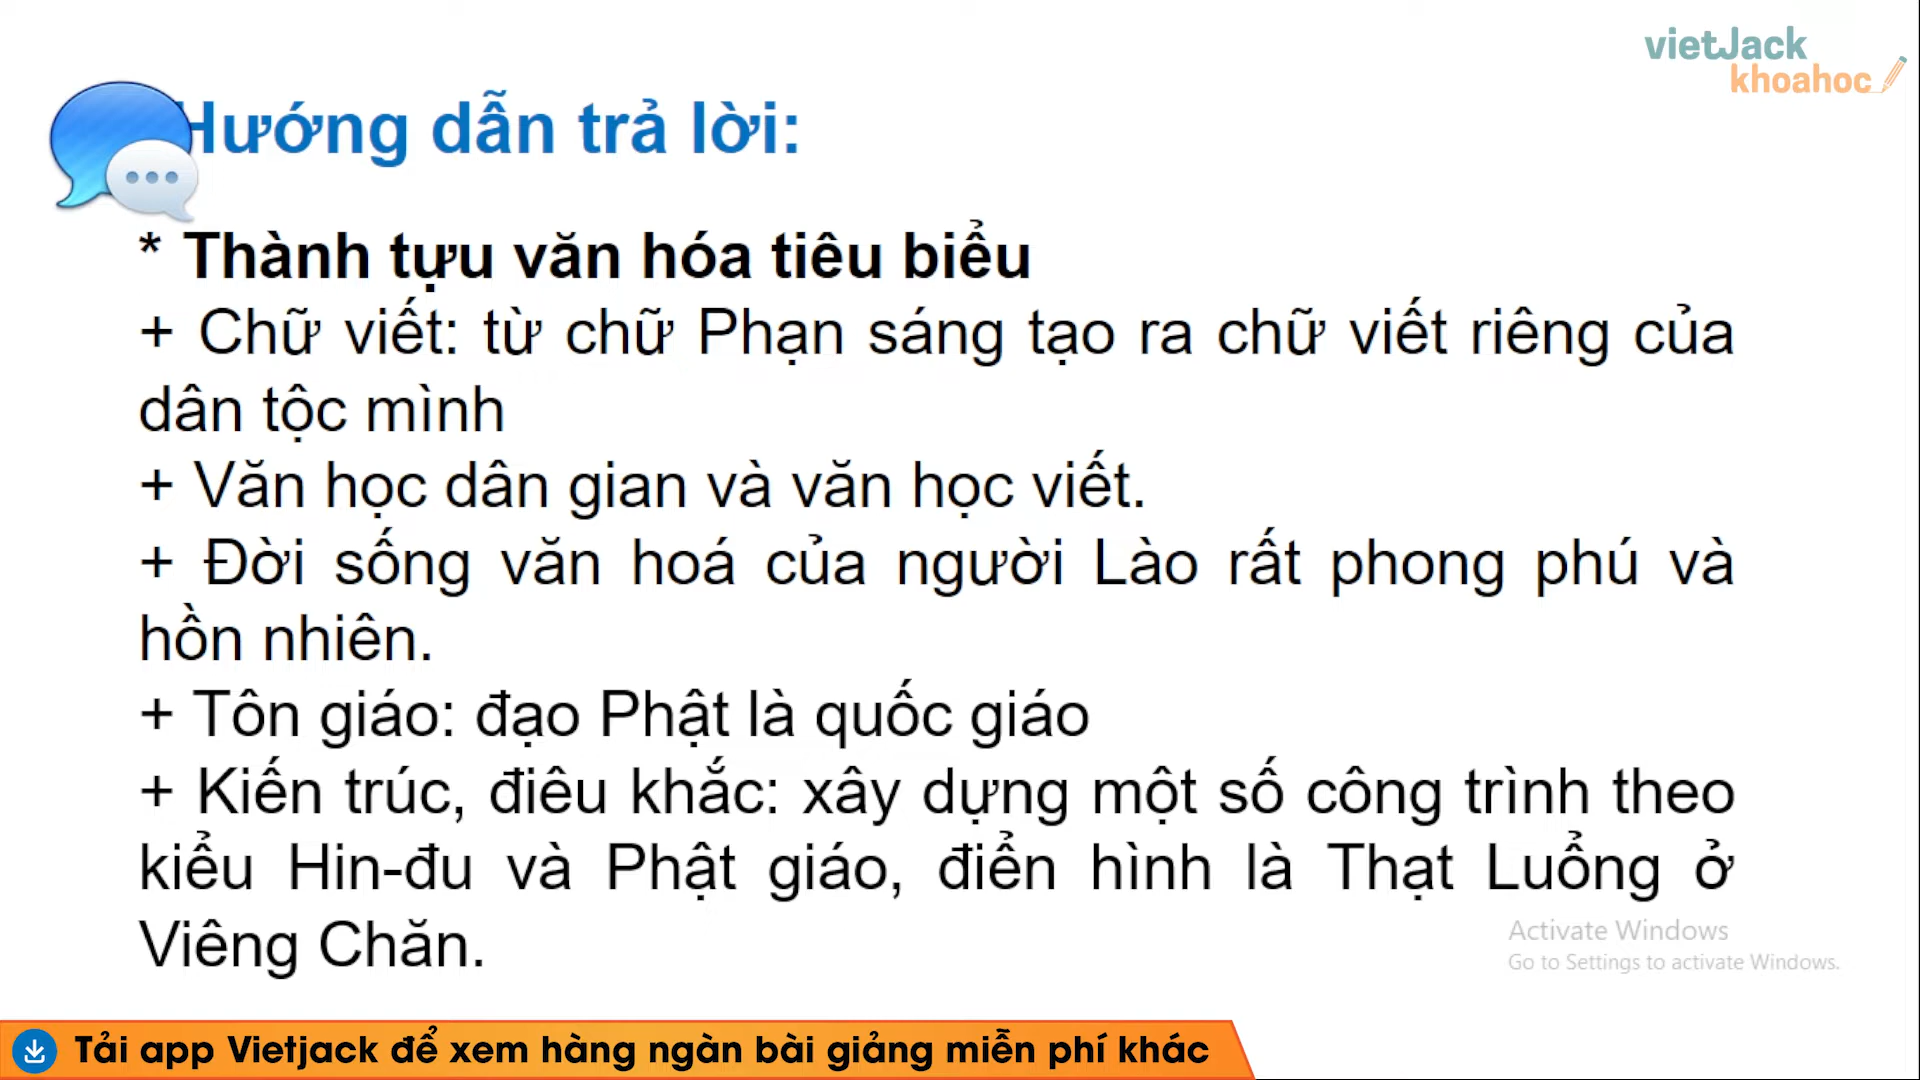 vietJack
khoahoc
Hướng dẫn trả lời:
* Thành tựu văn hóa tiêu biểu
+ Chữ viết: từ chữ Phạn sáng tạo ra chữ viết riêng của
dân tộc mình
+ Văn học dân gian và văn học viết.
+ Đời sống văn hoá của người Lào rất phong phú và
hồn nhiên.
+ Tôn giáo: đạo Phật là quốc giáo
+ Kiến trúc, điêu khắc: xây dựng một số công trình theo
kiểu Hin-đu và Phật giáo, điển hình là Thạt Luổng ở
Viêng Chăn.
Activate Windows
Go to Settings to activate Windows.
Tải app Vietjack để xem hàng ngàn bài giảng miễn phí khác